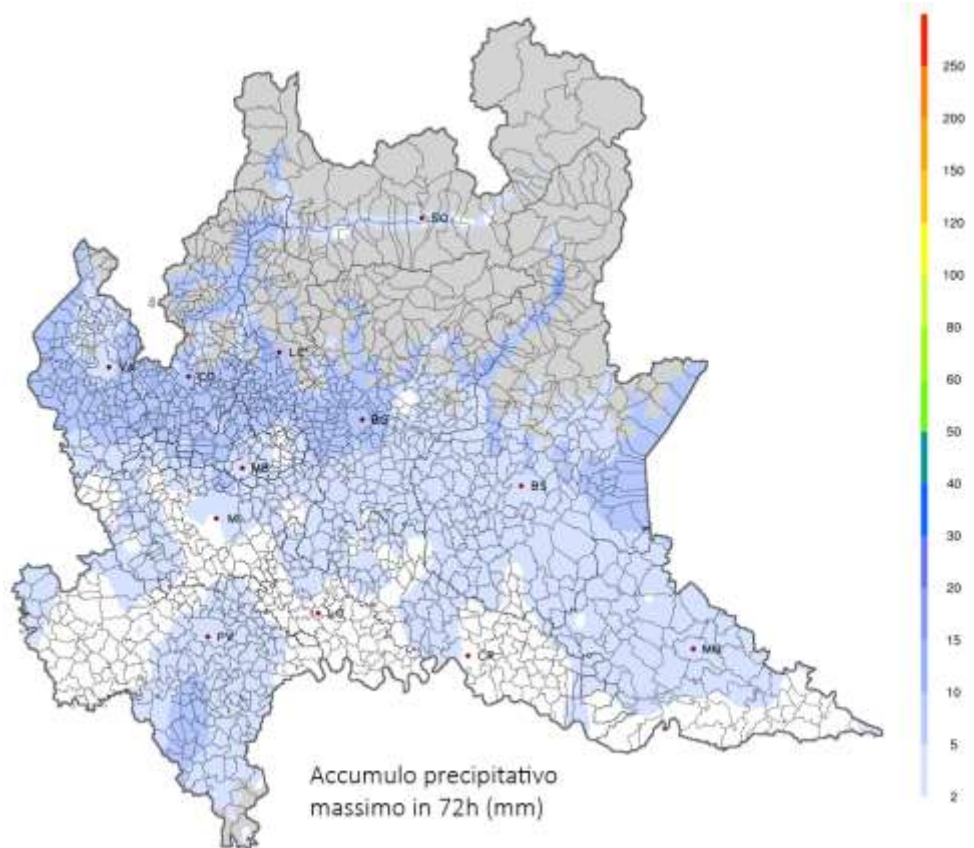 250
200
150
120
100
80
60
50
40
30
20
15
10
5
2
SO
VA
CO
LC
BG
MB
MI
BS
LO
PV
CR
MN
Accumulo precipitativo
massimo in 72h (mm)